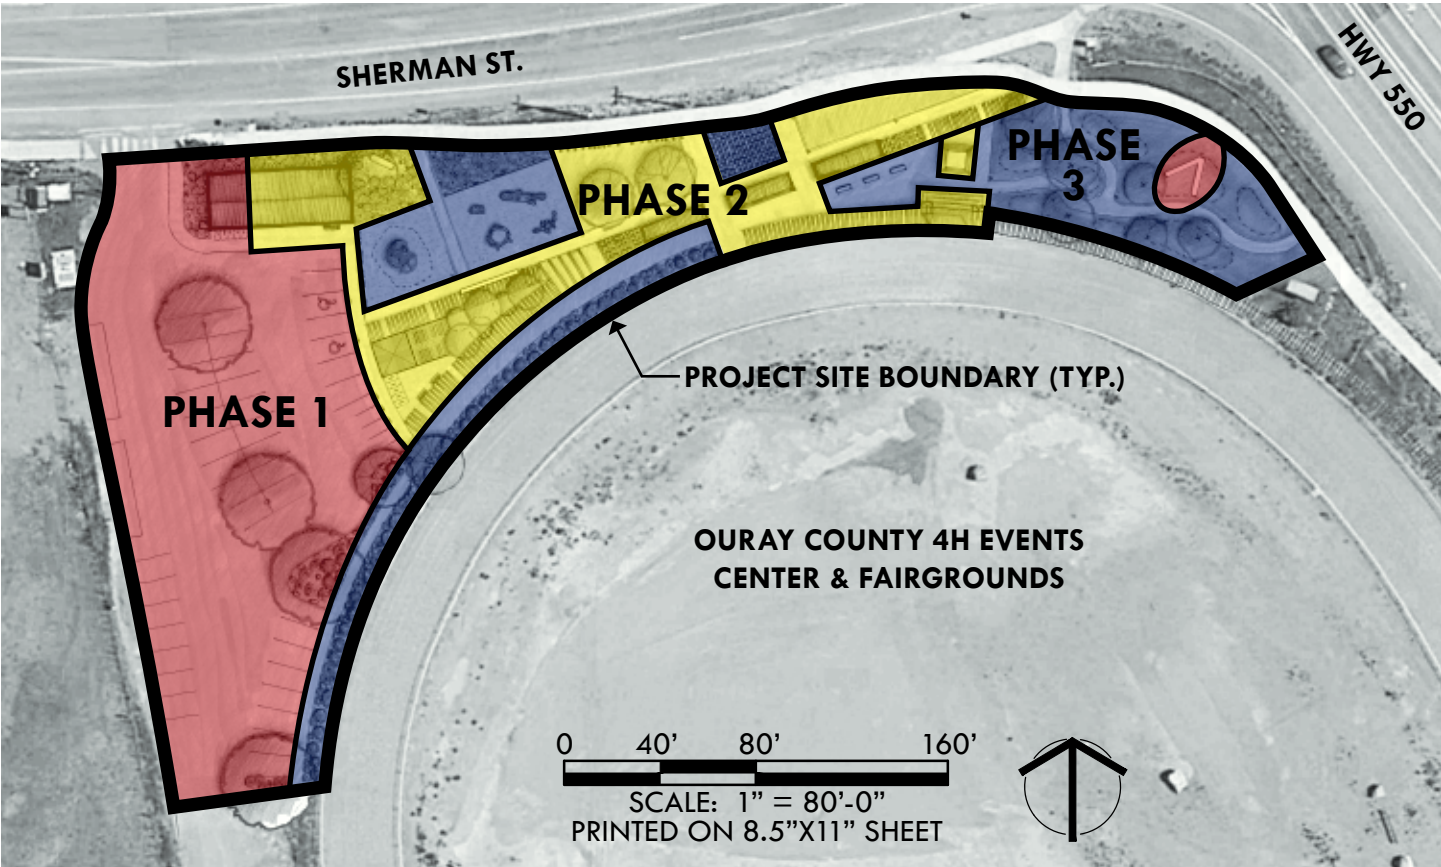 SHERMAN ST.
HWY 550
PHASE 1
PHASE 2
PHASE
3
PROJECT SITE BOUNDARY (TYP.)
OURAY COUNTY 4H EVENTS
CENTER & FAIRGROUNDS
0 40’ 80’ 160’
SCALE: 1” = 80’-0”
PRINTED ON 8.5”X11” SHEET